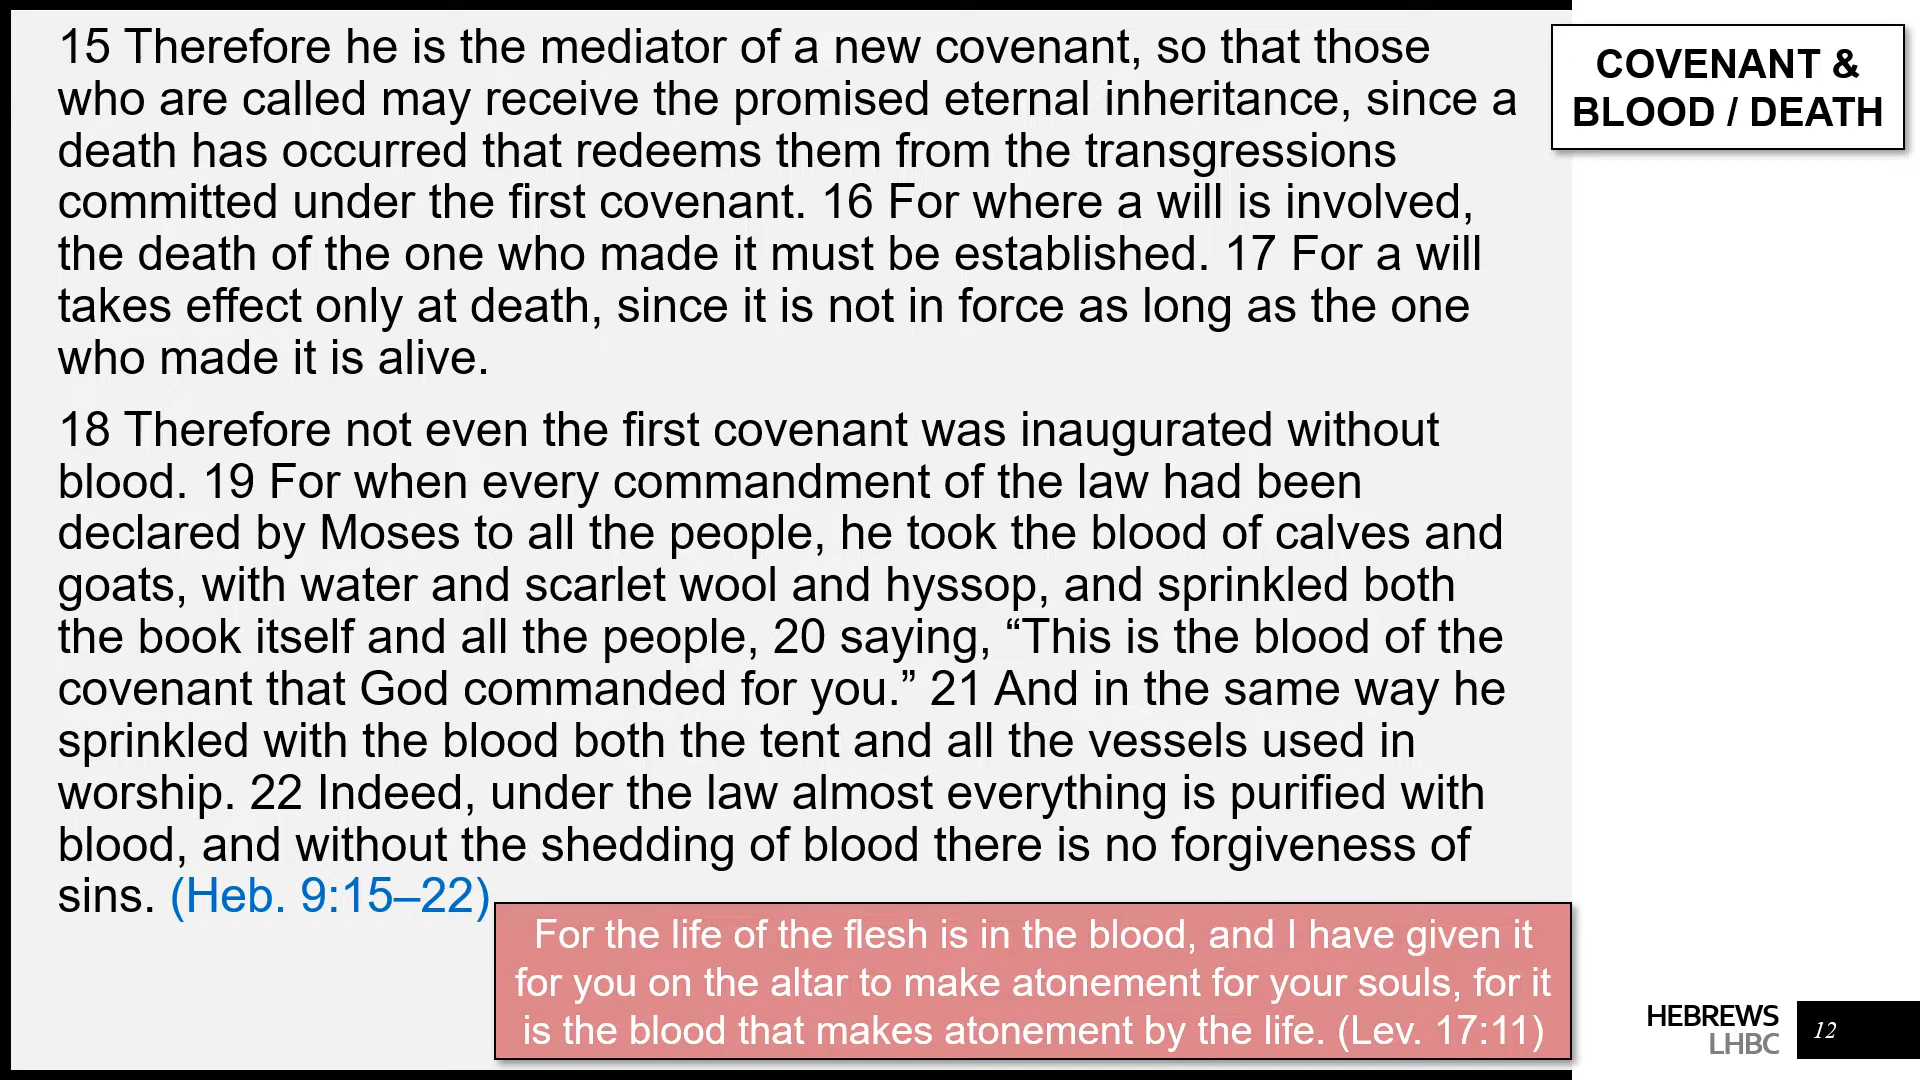 15 Therefore he is the mediator of a new covenant, so that those
who are called may receive the promised eternal inheritance, since a
death has occurred that redeems them from the transgressions
committed under the first covenant. 16 For where a will is involved,
the death of the one who made it must be established. 17 For a will
takes effect only at death, since it is not in force as long as the one
who made it is alive.
18 Therefore not even the first covenant was inaugurated without
blood. 19 For when every commandment of the law had been
declared by Moses to all the people, he took the blood of calves and
goats, with water and scarlet wool and hyssop, and sprinkled both
the book itself and all the people, 20 saying, “This is the blood of the
covenant that God commanded for you.” 21 And in the same way he
sprinkled with the blood both the tent and all the vessels used in
worship. 22 Indeed, under the law almost everything is purified with
blood, and without the shedding of blood there is no forgiveness of
sins. (Heb. 9:15–22)
For the life of the flesh is in the blood, and I have given it
for you on the altar to make atonement for your souls, for it
is the blood that makes atonement by the life. (Lev. 17:11)
COVENANT &
BLOOD / DEATH
HEBREWS
LHBC
12